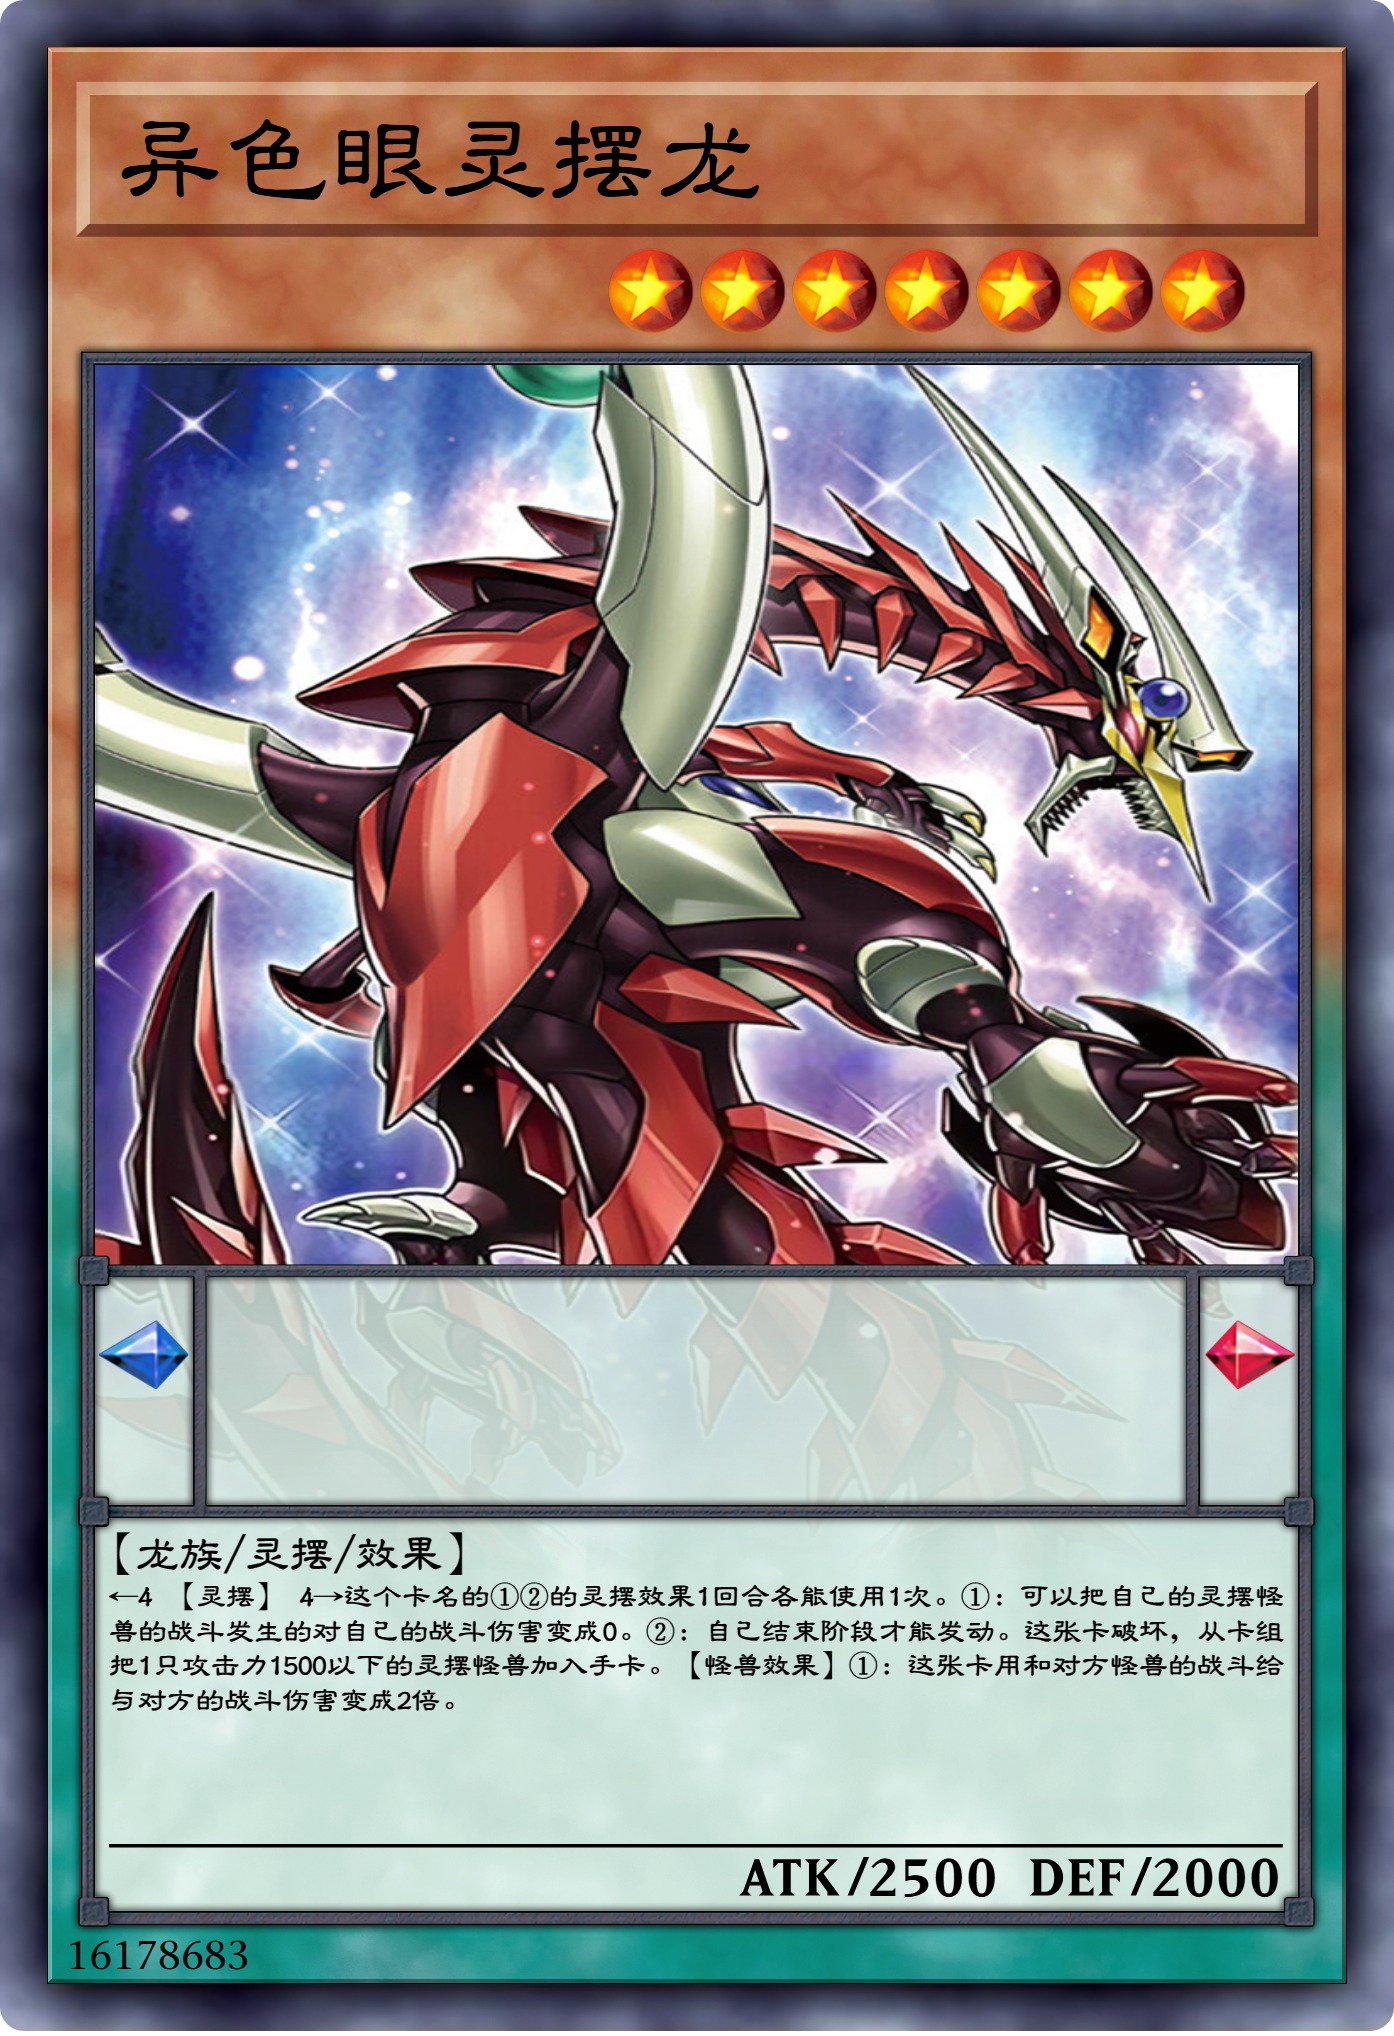 异色眼灵摆龙
【龙族/灵摆/效果】
←4 【灵摆】 4→这个卡名的①②的灵摆效果1回合各能使用1次。①：可以把自己的灵摆怪
兽的战斗发生的对自己的战斗伤害变成0。②：自己结束阶段才能发动。这张卡破坏，从卡组
把1只攻击力1500以下的灵摆怪兽加入手卡。【怪兽效果】①：这张卡用和对方怪兽的战斗给
与对方的战斗伤害变成2倍。
ATK/2500 DEF/2000
16178683